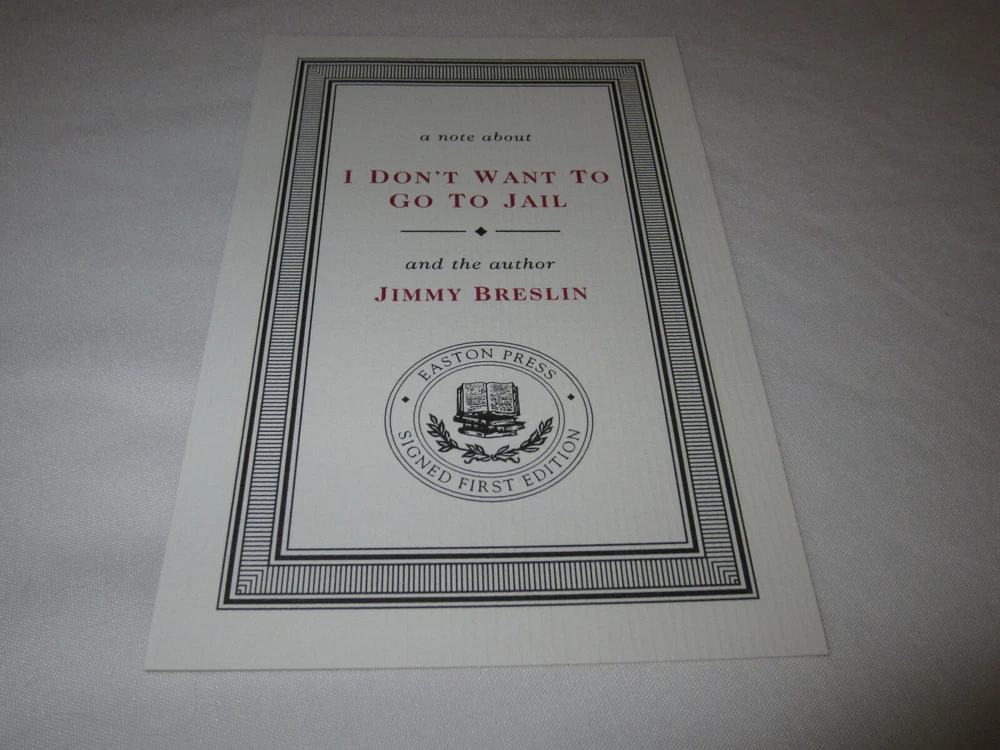 a note about
I DON'T WANT TO
GO TO JAIL
and the author
JIMMY BRESLIN
EASTON PRESS
SIGNED FIRST EDITION